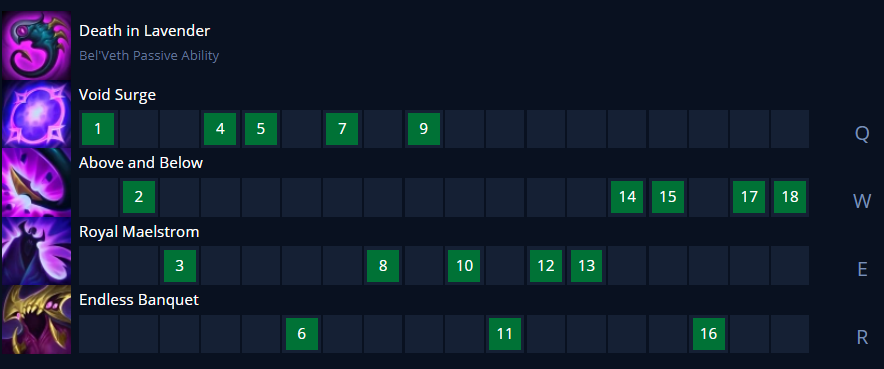 Death in Lavender
Bel'Veth Passive Ability
Void Surge
1 4 5 7 9 Q
Above and Below
2 14 15 17 18 W
Royal Maelstrom
3 8 10 12 13 E
Endless Banquet
6 11 16 R